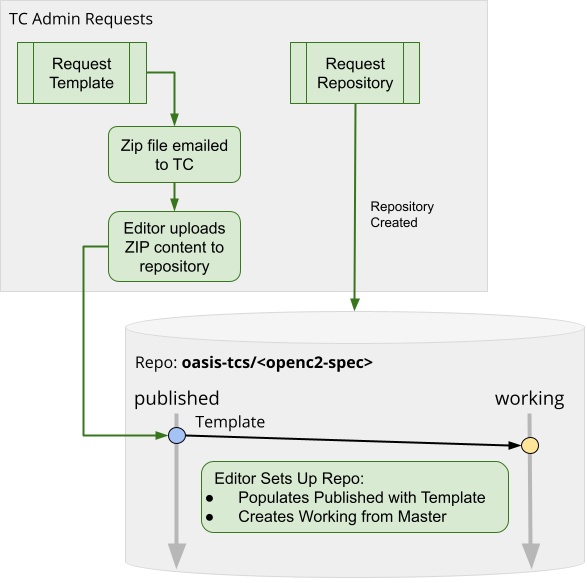 TC Admin Requests
Request
Template
Request
Repository
Zip file emailed
to TC
Editor uploads
ZIP content to
repository
Repository
Created
Repo: oasis-tcs/<openc2-spec>
published
working
Template
Editor Sets Up Repo:
● Populates Published with Template
● Creates Working from Master